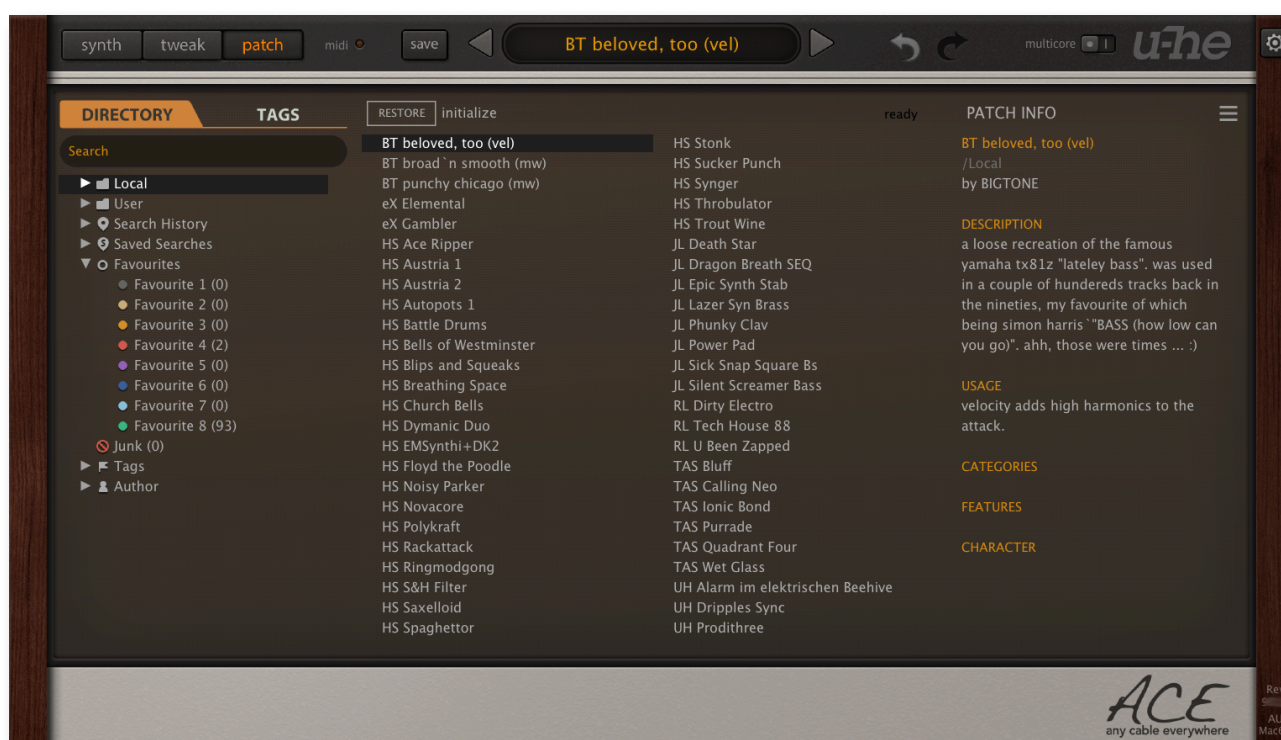 synth tweak patch midi save BT beloved, too (vel) multicore u-he
DIRECTORY TAGS
Search
Local
User
Search History
Saved Searches
Favourites
Favourite 1 (0)
Favourite 2 (0)
Favourite 3 (0)
Favourite 4 (2)
Favourite 5 (0)
Favourite 6 (0)
Favourite 7 (0)
Favourite 8 (93)
Junk (0)
Tags
Author
RESTORE initialize ready
BT beloved, too (vel)
BT broad`n smooth (mw)
BT punchy chicago (mw)
eX Elemental
eX Gambler
HS Ace Ripper
HS Austria 1
HS Austria 2
HS Autopots 1
HS Battle Drums
HS Bells of Westminster
HS Blips and Squeaks
HS Breathing Space
HS Church Bells
HS Dymanic Duo
HS EMSynthi+DK2
HS Floyd the Poodle
HS Noisy Parker
HS Novacore
HS Polykraft
HS Rackattack
HS Ringmodgong
HS S&H Filter
HS Saxelloid
HS Spaghettor
HS Stonk
HS Sucker Punch
HS Synger
HS Throbulator
HS Trout Wine
JL Death Star
JL Dragon Breath SEQ
JL Epic Synth Stab
JL Lazer Syn Brass
JL Phunky Clav
JL Power Pad
JL Sick Snap Square Bs
JL Silent Screamer Bass
RL Dirty Electro
RL Tech House 88
RL U Been Zapped
TAS Bluff
TAS Calling Neo
TAS Ionic Bond
TAS Purrade
TAS Quadrant Four
TAS Wet Glass
UH Alarm im elektrischen Beehive
UH Dripples Sync
UH Prodithree
PATCH INFO
BT beloved, too (vel)
/Local
by BIGTONE
DESCRIPTION
a loose recreation of the famous
yamaha tx81z "lateley bass". was used
in a couple of hundereds tracks back in
the nineties, my favourite of which
being simon harris`"BASS (how low can
you go)". ahh, those were times ... :)
USAGE
velocity adds high harmonics to the
attack.
CATEGORIES
FEATURES
CHARACTER
ACE
any cable everywhere